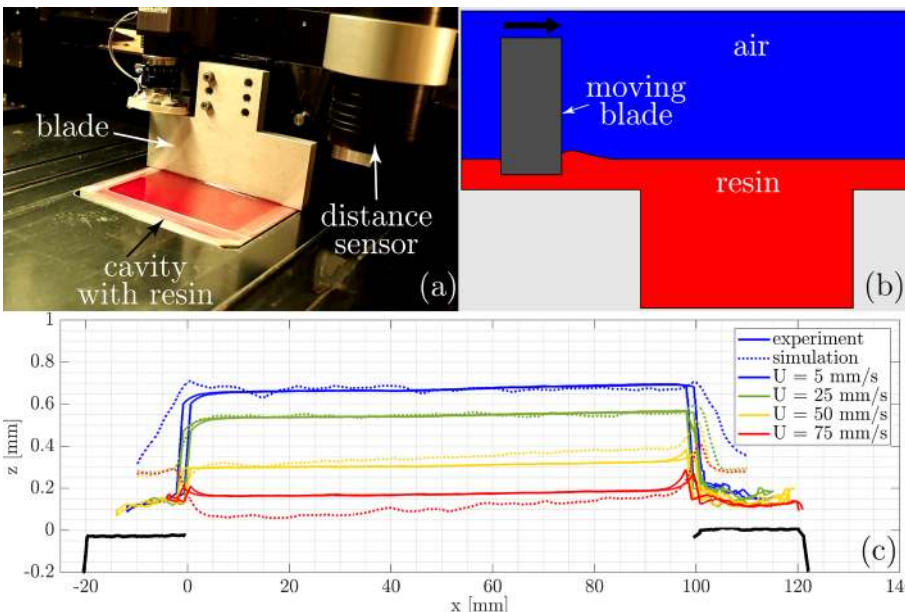 blade
distance
sensor
cavity
with resin
(a)
air
moving
blade
resin
(b)
1
0.8
0.6
0.4
0.2
0
-0.2
z [mm]
experiment
simulation
U = 5 mm/s
U = 25 mm/s
U = 50 mm/s
U = 75 mm/s
(c)
-20
0
20
40
60
80
100
120
140
x [mm]